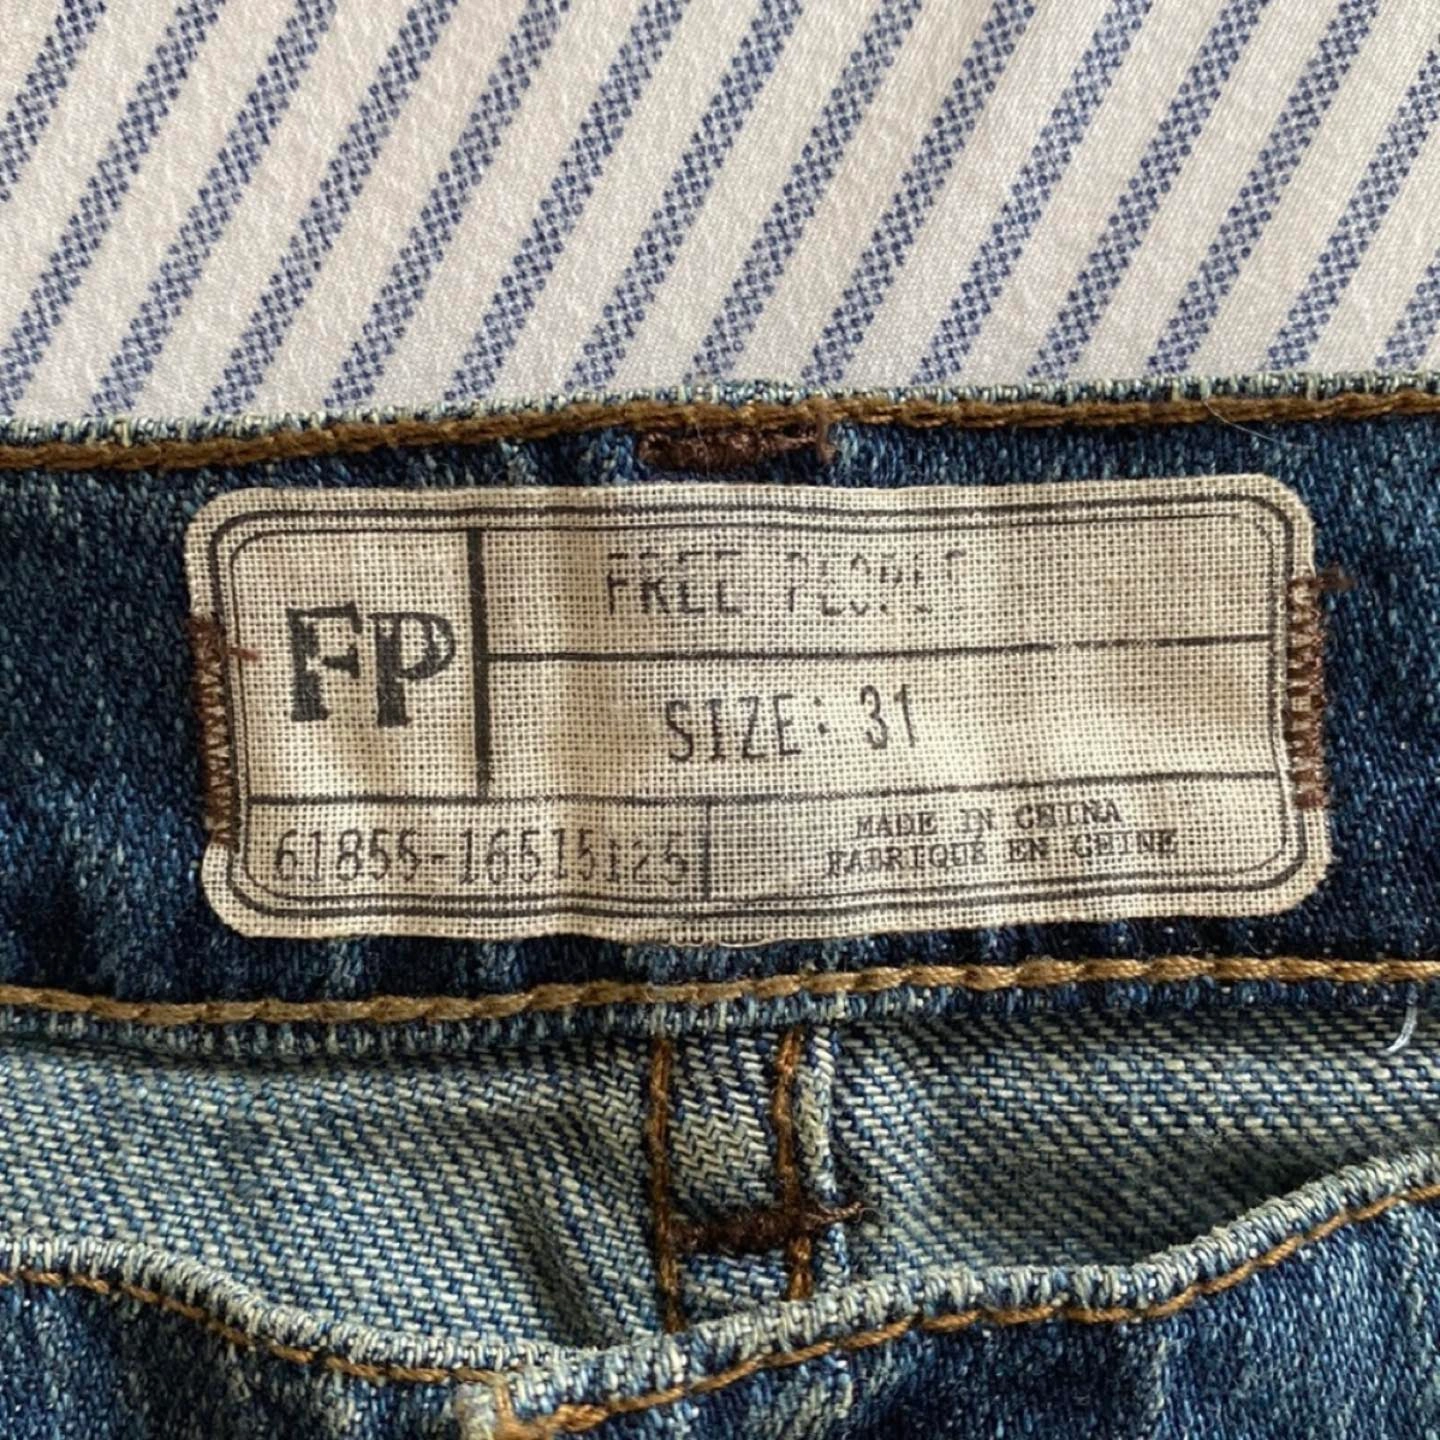 FP
FREE PEOPLE
SIZE: 31
61855-16515125
MADE IN CHINA
FABRIQUE EN CHINE